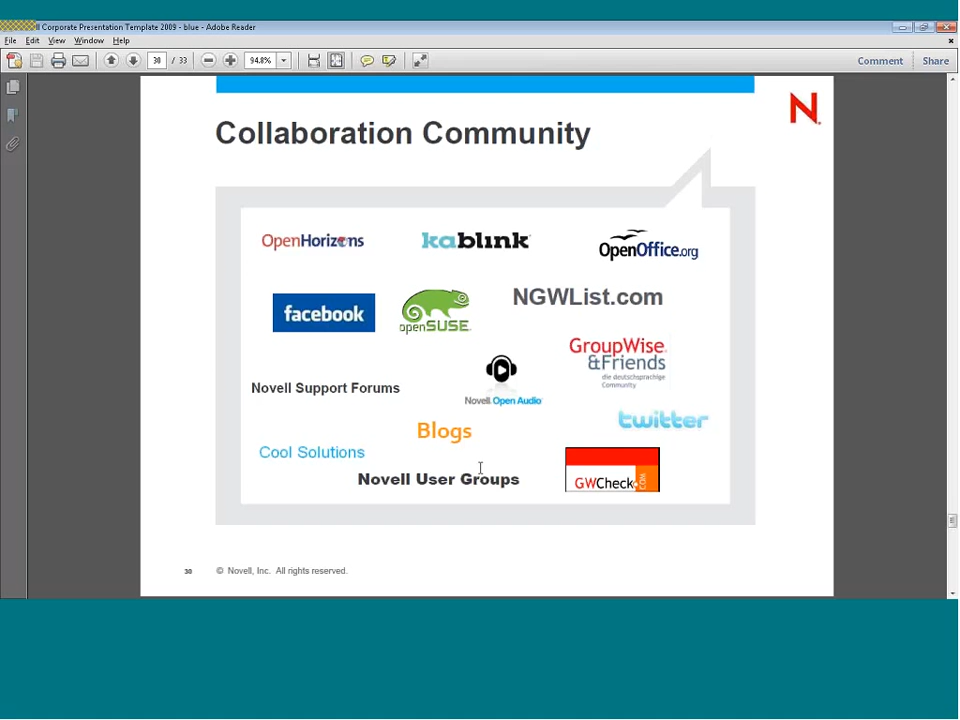 ll Corporate Presentation Template 2009 - blue - Adobe Reader
File Edit View Window Help
30 / 33 94.8% Comment Share
N
Collaboration Community
OpenHorizons kablink OpenOffice.org
facebook openSUSE NGWList.com
GroupWise
&Friends
die deutschsprachige
Community
Novell Support Forums
Novell Open Audio
twitter
Blogs
Cool Solutions
Novell User Groups
GWCheck.COM
30 © Novell, Inc. All rights reserved.